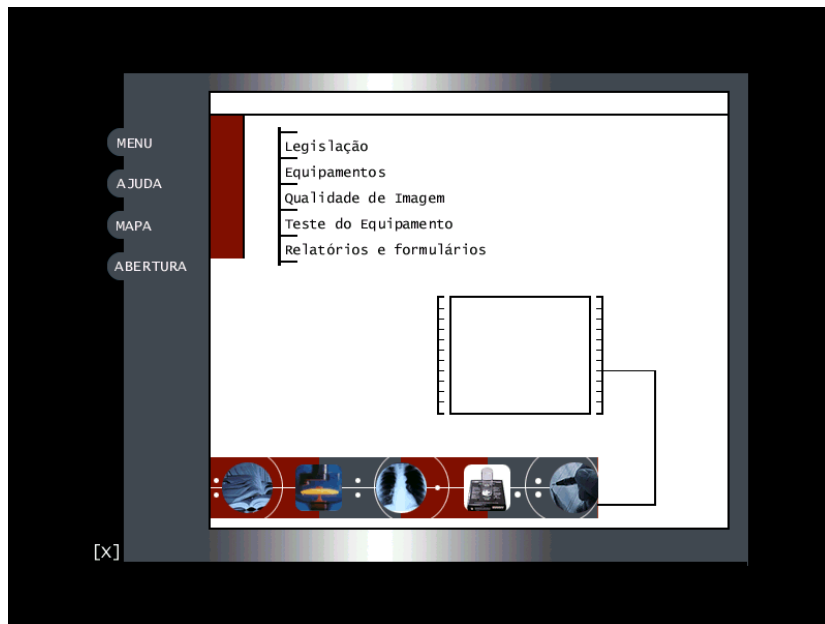 MENU
AJUDA
MAPA
ABERTURA
Legislação
Equipamentos
Qualidade de Imagem
Teste do Equipamento
Relatórios e formulários
[X]